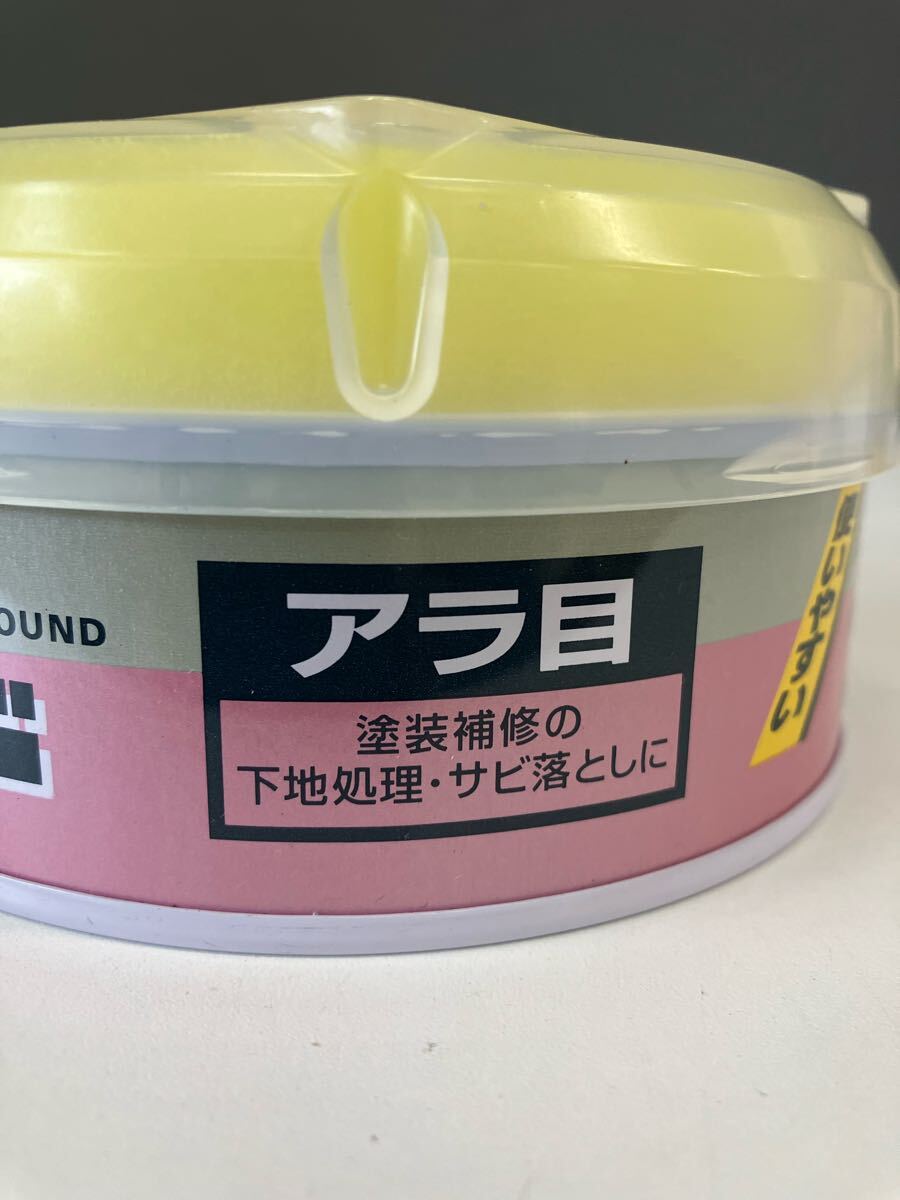 OUND
アラ目
塗装補修の
下地処理・サビ落としに
使いやすい